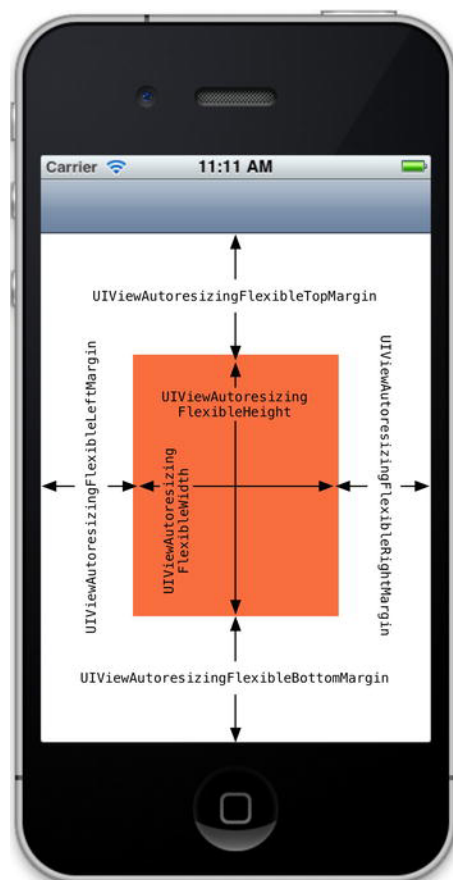 Carrier 11:11 AM
UIViewAutoresizingFlexibleTopMargin
UIViewAutoresizingFlexibleLeftMargin
UIViewAutoresizing
FlexibleHeight
UIViewAutoresizing
FlexibleWidth
UIViewAutoresizingFlexibleRightMargin
UIViewAutoresizingFlexibleBottomMargin